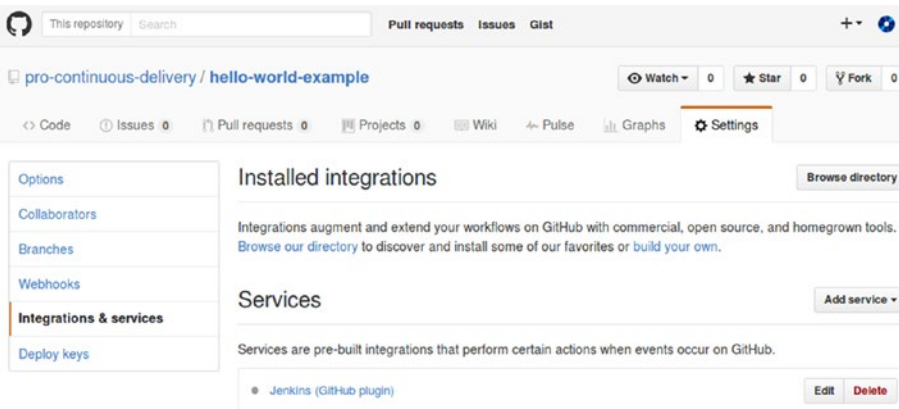 This repository Search Pull requests Issues Gist
pro-continuous-delivery / hello-world-example Watch 0 Star 0 Fork 0
Code Issues 0 Pull requests 0 Projects 0 Wiki Pulse Graphs Settings
Options
Collaborators
Branches
Webhooks
Integrations & services
Deploy keys
Installed integrations Browse directory
Integrations augment and extend your workflows on GitHub with commercial, open source, and homegrown tools.
Browse our directory to discover and install some of our favorites or build your own.
Services Add service
Services are pre-built integrations that perform certain actions when events occur on GitHub.
Jenkins (GitHub plugin) Edit Delete